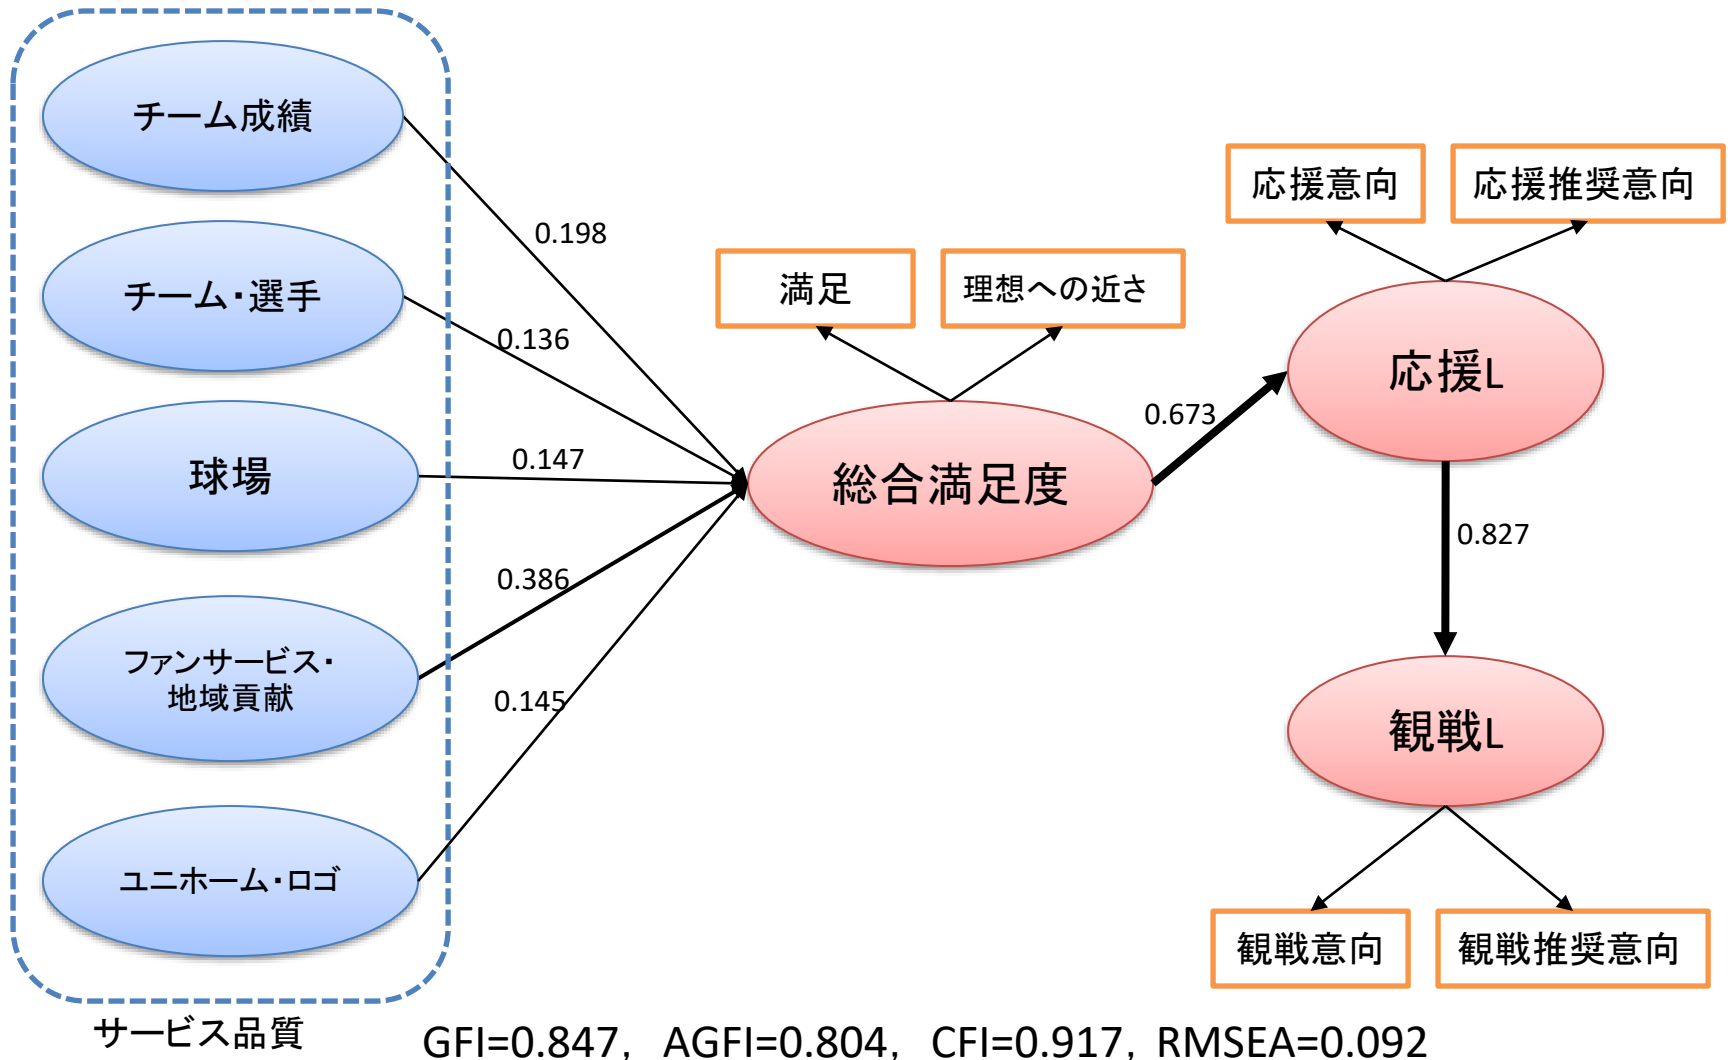 チーム成績
チーム・選手
球場
ファンサービス・
地域貢献
ユニホーム・ロゴ
サービス品質
0.198
0.136
0.147
0.386
0.145
満足
理想への近さ
総合満足度
0.673
応援意向
応援推奨意向
応援L
0.827
観戦L
観戦意向
観戦推奨意向
GFI=0.847, AGFI=0.804, CFI=0.917, RMSEA=0.092